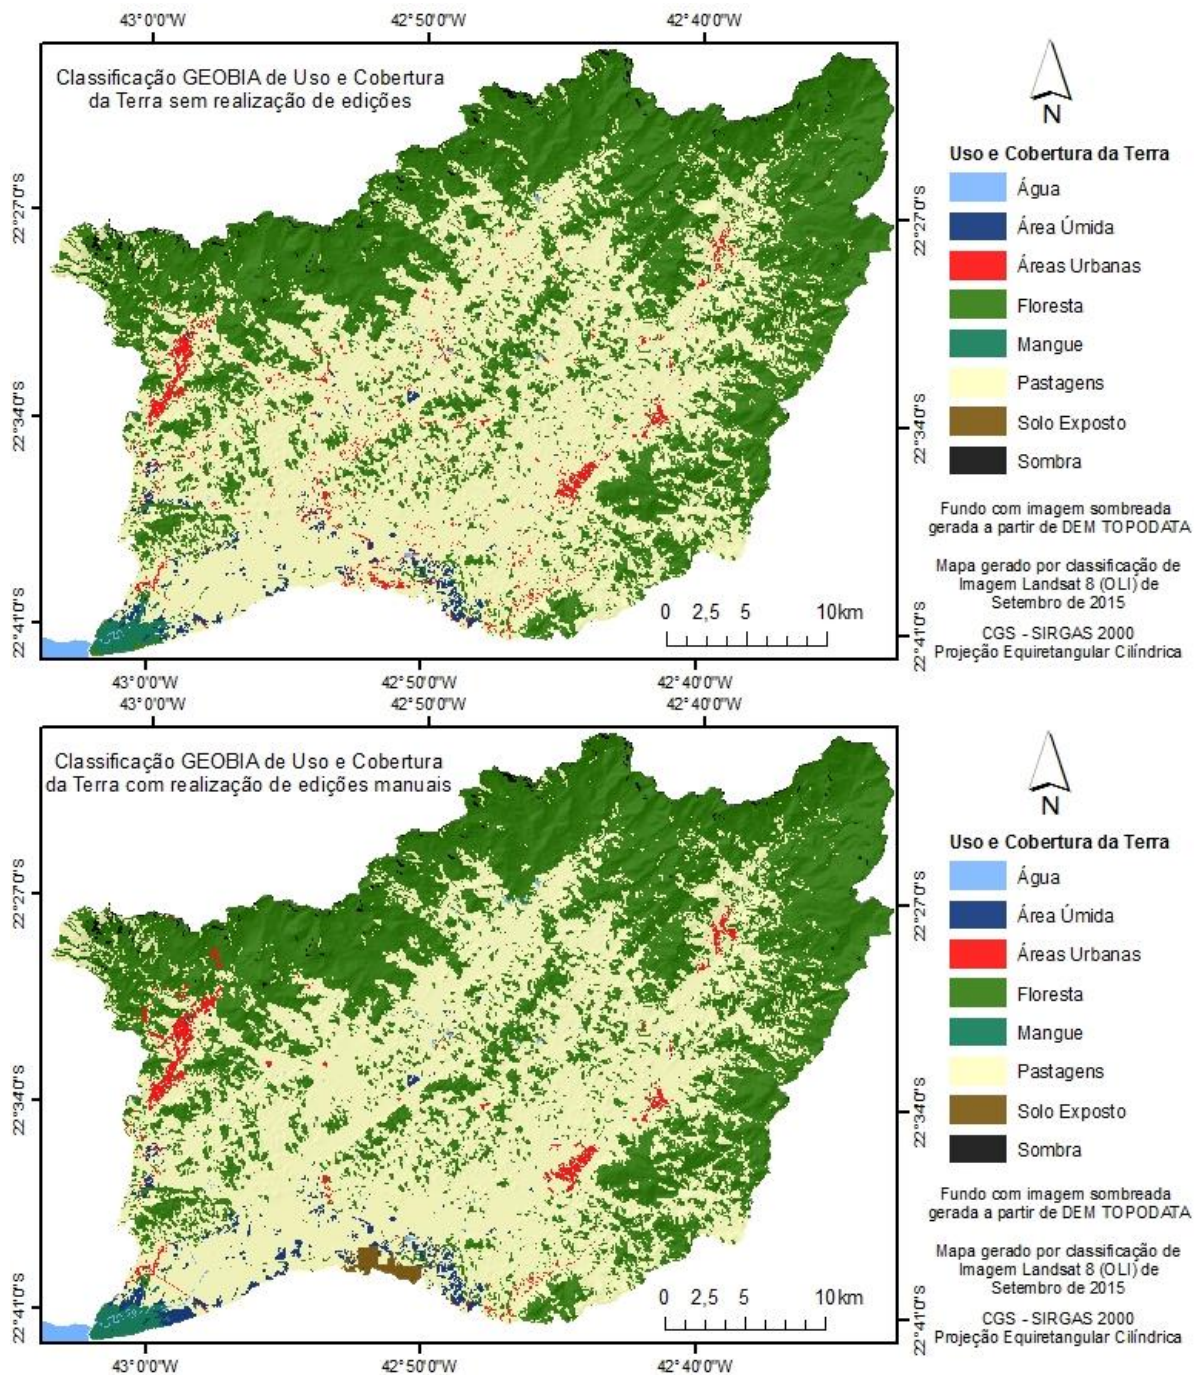 43°0'0"W 42°50'0"W 42°40'0"W
Classificação GEOBIA de Uso e Cobertura
da Terra sem realização de edições
22°27'0"S
22°34'0"S
22°41'0"S
22°27'0"S
22°34'0"S
22°41'0"S
0 2,5 5 10km
43°0'0"W 42°50'0"W 42°40'0"W
N
Uso e Cobertura da Terra
Água
Área Úmida
Áreas Urbanas
Floresta
Mangue
Pastagens
Solo Exposto
Sombra
Fundo com imagem sombreada
gerada a partir de DEM TOPODATA
Mapa gerado por classificação de
Imagem Landsat 8 (OLI) de
Setembro de 2015
CGS - SIRGAS 2000
Projeção Equiretangular Cilíndrica
43°0'0"W 42°50'0"W 42°40'0"W
Classificação GEOBIA de Uso e Cobertura
da Terra com realização de edições manuais
22°27'0"S
22°34'0"S
22°41'0"S
22°27'0"S
22°34'0"S
22°41'0"S
0 2,5 5 10km
43°0'0"W 42°50'0"W 42°40'0"W
N
Uso e Cobertura da Terra
Água
Área Úmida
Áreas Urbanas
Floresta
Mangue
Pastagens
Solo Exposto
Sombra
Fundo com imagem sombreada
gerada a partir de DEM TOPODATA
Mapa gerado por classificação de
Imagem Landsat 8 (OLI) de
Setembro de 2015
CGS - SIRGAS 2000
Projeção Equiretangular Cilíndrica